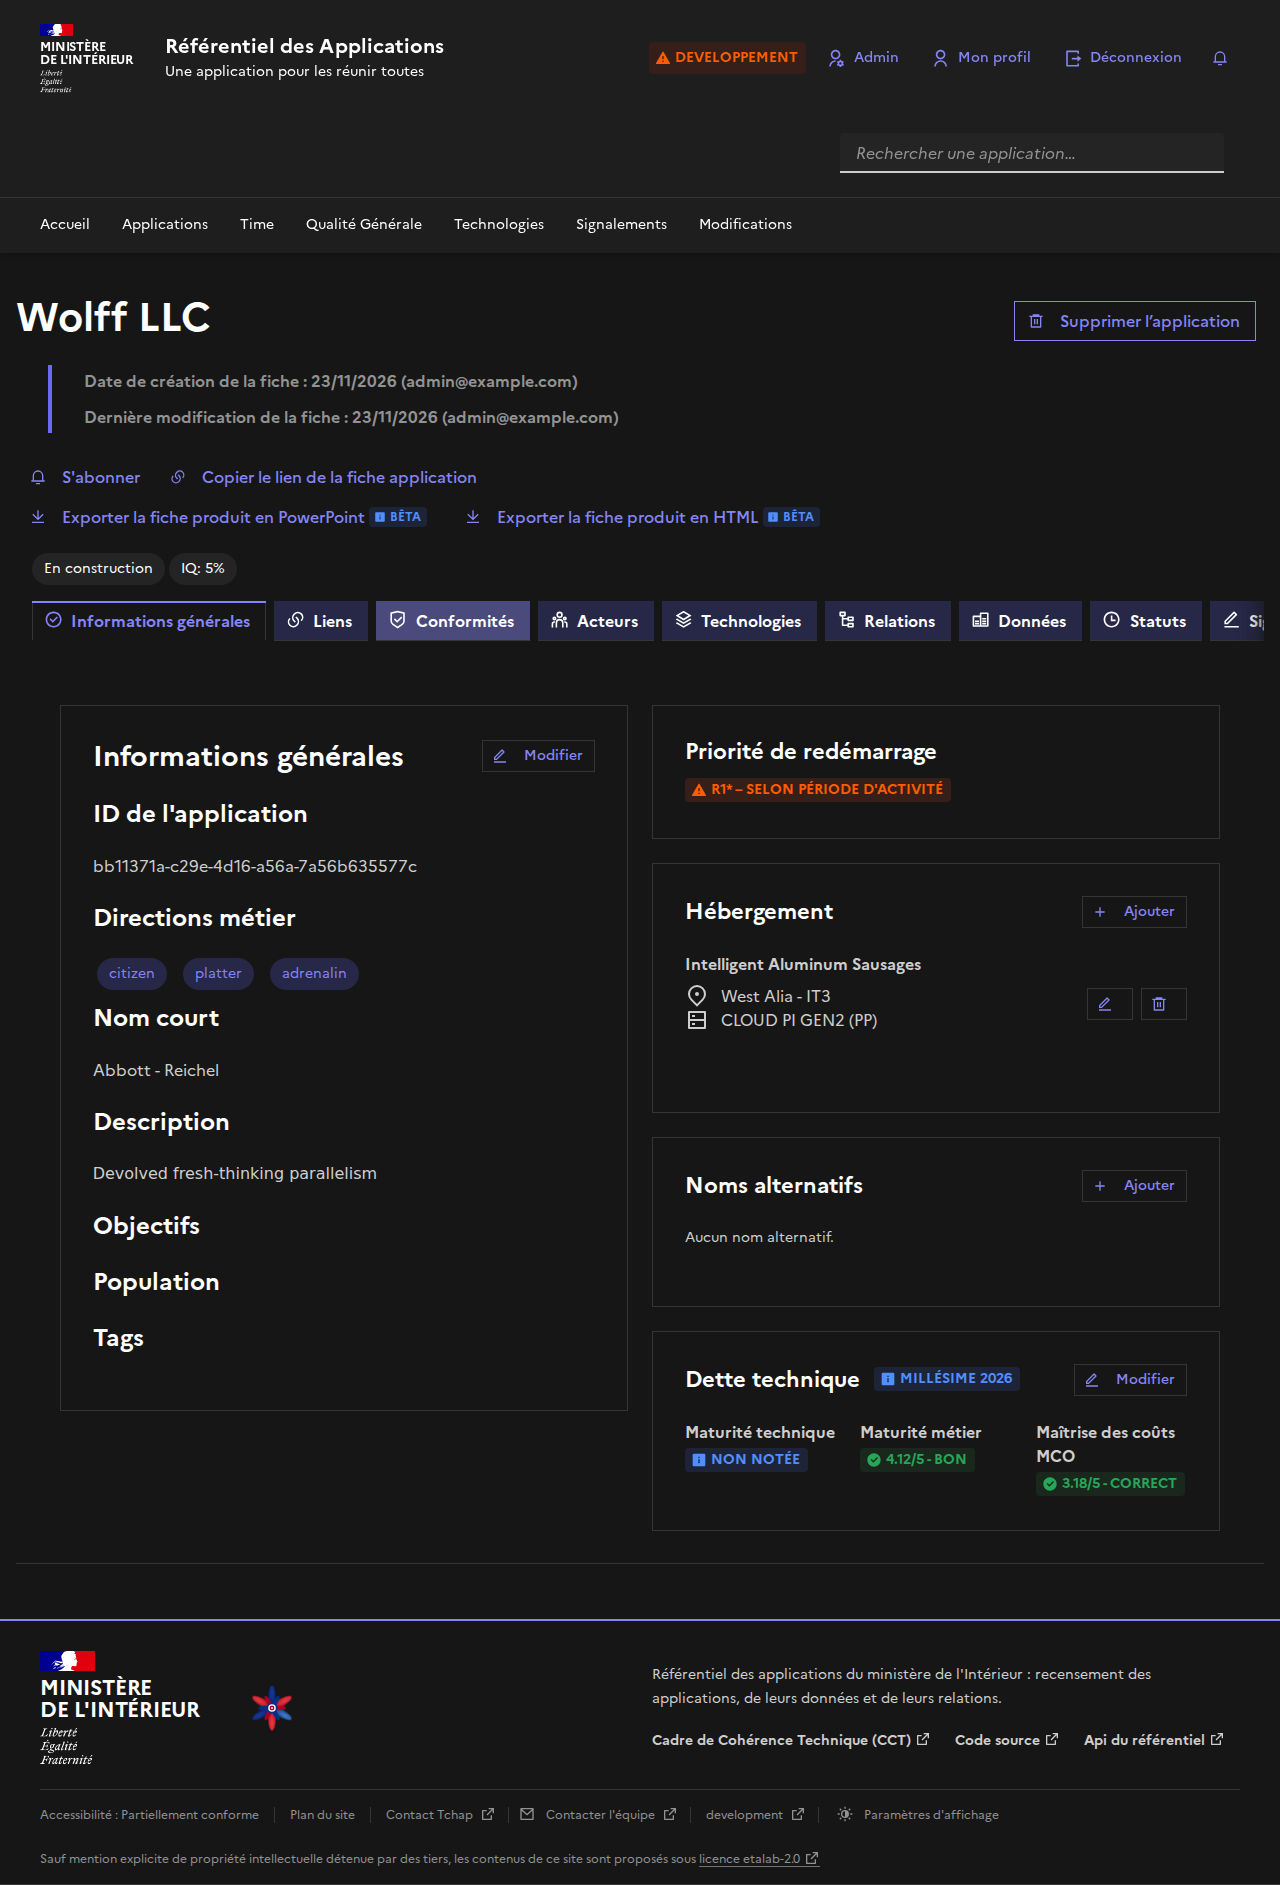 MINISTÈRE
DE L'INTÉRIEUR
Liberté
Égalité
Fraternité
Référentiel des Applications
Une application pour les réunir toutes
DEVELOPPEMENT
Admin
Mon profil
Déconnexion
Rechercher une application...
Accueil
Applications
Time
Qualité Générale
Technologies
Signalements
Modifications
Wolff LLC
Supprimer l’application
Date de création de la fiche : 23/11/2026 (admin@example.com)
Dernière modification de la fiche : 23/11/2026 (admin@example.com)
S'abonner
Copier le lien de la fiche application
Exporter la fiche produit en PowerPoint BÊTA
Exporter la fiche produit en HTML BÊTA
En construction
IQ: 5%
Informations générales
Liens
Conformités
Acteurs
Technologies
Relations
Données
Statuts
Informations générales
Modifier
ID de l'application
bb11371a-c29e-4d16-a56a-7a56b635577c
Directions métier
citizen
platter
adrenalin
Nom court
Abbott - Reichel
Description
Devolved fresh-thinking parallelism
Objectifs
Population
Tags
Priorité de redémarrage
R1* – SELON PÉRIODE D'ACTIVITÉ
Hébergement
Ajouter
Intelligent Aluminum Sausages
West Alia - IT3
CLOUD PI GEN2 (PP)
Noms alternatifs
Ajouter
Aucun nom alternatif.
Dette technique
MILLÉSIME 2026
Modifier
Maturité technique
NON NOTÉE
Maturité métier
4.12/5 - BON
Maîtrise des coûts
MCO
3.18/5 - CORRECT
MINISTÈRE
DE L'INTÉRIEUR
Liberté
Égalité
Fraternité
Référentiel des applications du ministère de l'Intérieur : recensement des
applications, de leurs données et de leurs relations.
Cadre de Cohérence Technique (CCT)
Code source
Api du référentiel
Accessibilité : Partiellement conforme
Plan du site
Contact Tchap
Contacter l'équipe
development
Paramètres d'affichage
Sauf mention explicite de propriété intellectuelle détenue par des tiers, les contenus de ce site sont proposés sous licence etalab-2.0